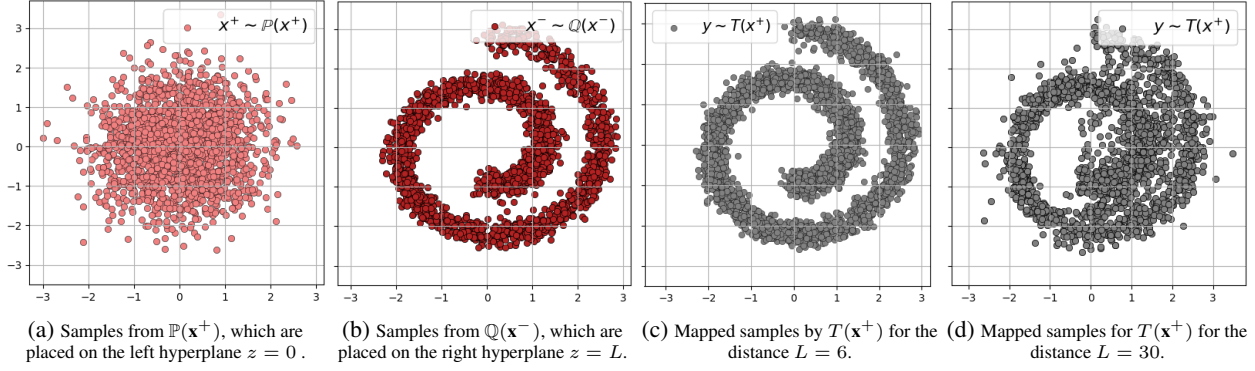 x⁺ ~ ℙ(x⁺)
3
2
1
0
−1
−2
−3
−3 −2 −1 0 1 2 3
x⁻ ~ ℚ(x⁻)
−3 −2 −1 0 1 2 3
y ~ T(x⁺)
−3 −2 −1 0 1 2 3
y ~ T(x⁺)
−3 −2 −1 0 1 2 3
(a) Samples from ℙ(x⁺), which are
placed on the left hyperplane z = 0 .
(b) Samples from ℚ(x⁻), which are
placed on the right hyperplane z = L.
(c) Mapped samples by T(x⁺) for the
distance L = 6.
(d) Mapped samples for T(x⁺) for the
distance L = 30.